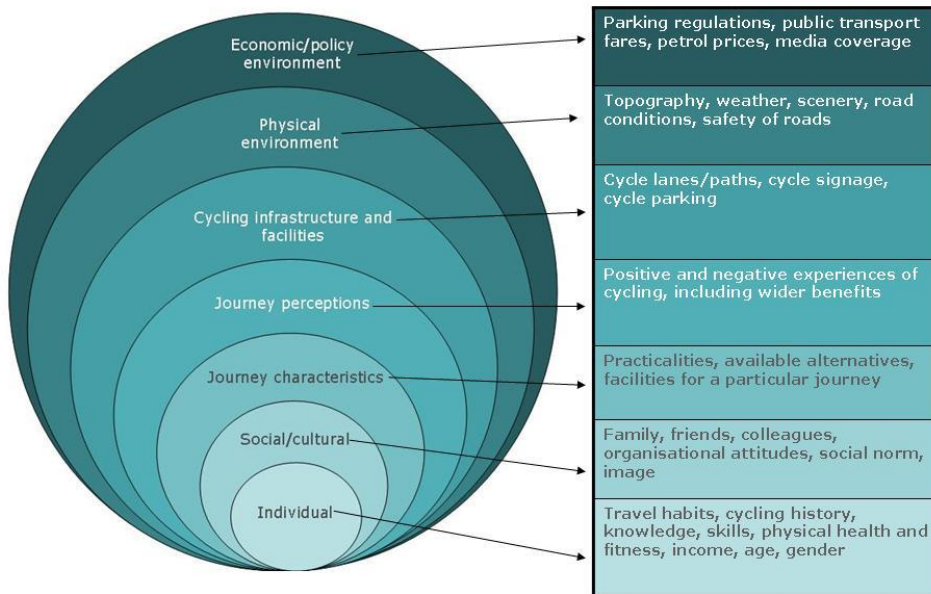 Economic/policy
environment
Parking regulations, public transport
fares, petrol prices, media coverage
Physical
environment
Topography, weather, scenery, road
conditions, safety of roads
Cycling infrastructure and
facilities
Cycle lanes/paths, cycle signage,
cycle parking
Journey perceptions
Positive and negative experiences of
cycling, including wider benefits
Journey characteristics
Practicalities, available alternatives,
facilities for a particular journey
Social/cultural
Family, friends, colleagues,
organisational attitudes, social norm,
image
Individual
Travel habits, cycling history,
knowledge, skills, physical health and
fitness, income, age, gender